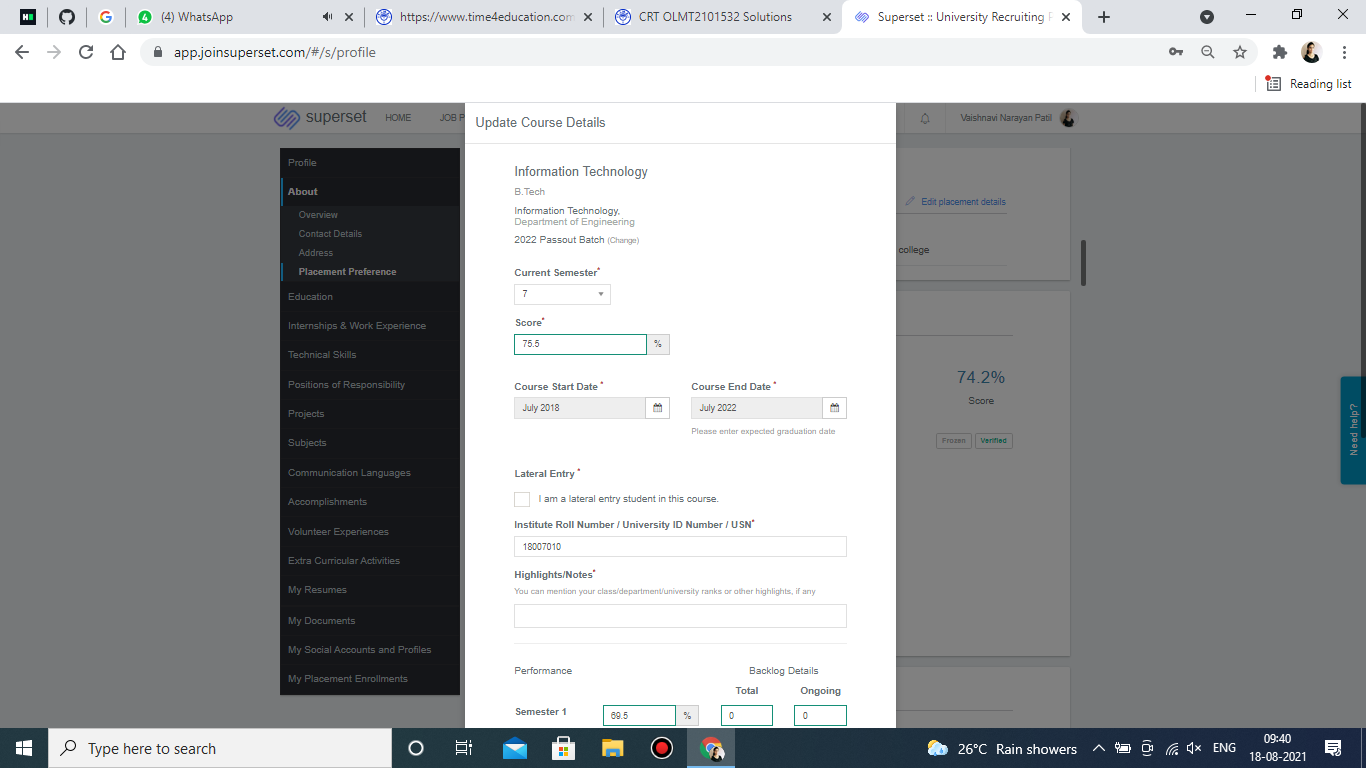 (4) WhatsApp
https://www.time4education.com
CRT OLMT2101532 Solutions
Superset :: University Recruiting
app.joinsuperset.com/#/s/profile
Reading list
superset
HOME
JOB P
Vaishnavi Narayan Patil
Update Course Details
Profile
About
Overview
Contact Details
Address
Placement Preference
Education
Internships & Work Experience
Technical Skills
Positions of Responsibility
Projects
Subjects
Communication Languages
Accomplishments
Volunteer Experiences
Extra Curricular Activities
My Resumes
My Documents
My Social Accounts and Profiles
My Placement Enrollments
Information Technology
B.Tech
Information Technology,
Department of Engineering
2022 Passout Batch (Change)
Current Semester*
7
Score*
75.5 %
Course Start Date * Course End Date *
July 2018 July 2022
Please enter expected graduation date
Lateral Entry *
I am a lateral entry student in this course.
Institute Roll Number / University ID Number / USN*
18007010
Highlights/Notes*
You can mention your class/department/university ranks or other highlights, if any
Performance Backlog Details
Total Ongoing
Semester 1 69.5 % 0 0
Edit placement details
college
74.2%
Score
Frozen Verified
Need help?
Type here to search
26°C Rain showers
ENG
09:40
18-08-2021